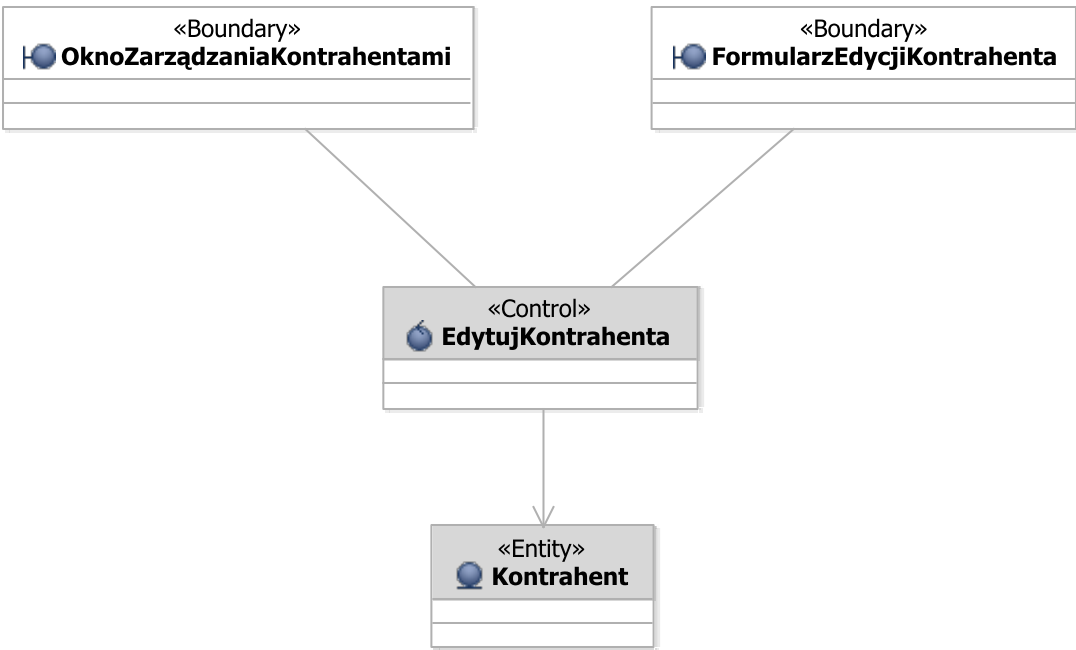 «Boundary»
OknoZarządzaniaKontrahentami
«Boundary»
FormularzEdycjiKontrahenta
«Control»
EdytujKontrahenta
«Entity»
Kontrahent